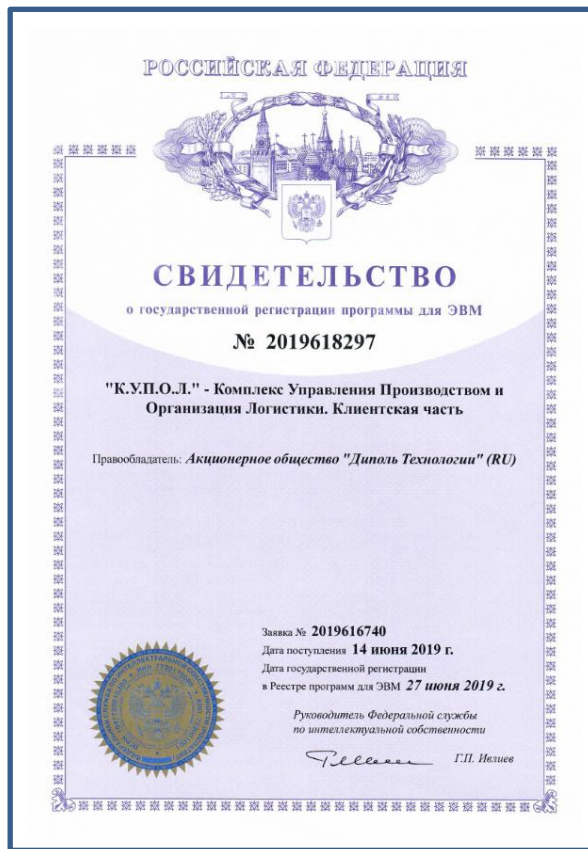 РОССИЙСКАЯ ФЕДЕРАЦИЯ
СВИДЕТЕЛЬСТВО
о государственной регистрации программы для ЭВМ
№ 2019618297
"К.У.П.О.Л." - Комплекс Управления Производством и
Организация Логистики. Клиентская часть
Правообладатель: Акционерное общество "Диполь Технологии" (RU)
Заявка № 2019616740
Дата поступления 14 июня 2019 г.
Дата государственной регистрации
в Реестре программ для ЭВМ 27 июня 2019 г.
Руководитель Федеральной службы
по интеллектуальной собственности
Г.П. Ивлиев